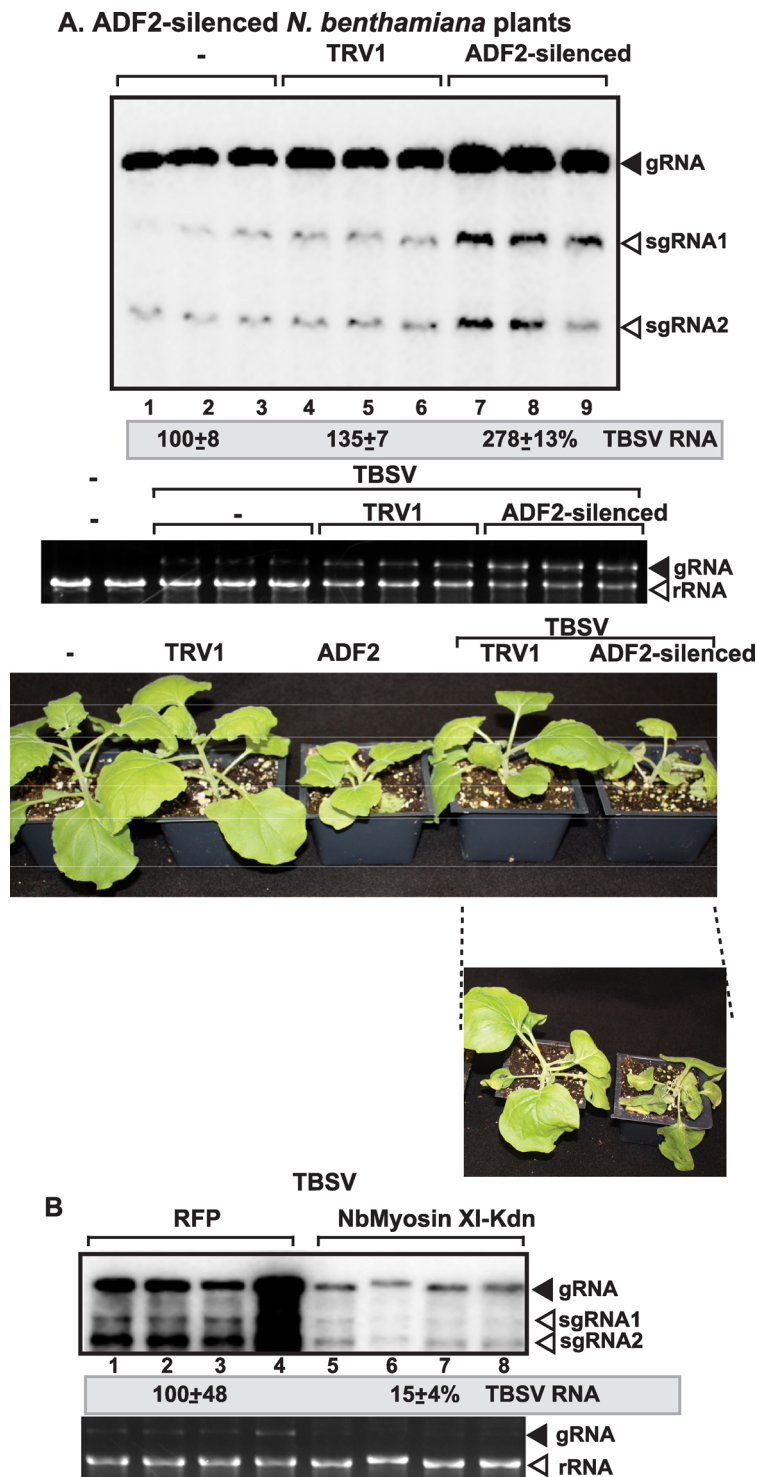 A. ADF2-silenced N. benthamiana plants
- TRV1 ADF2-silenced
gRNA
sgRNA1
sgRNA2
1 2 3 4 5 6 7 8 9
100±8 135±7 278±13% TBSV RNA
- TBSV
- - TRV1 ADF2-silenced
gRNA
rRNA
TBSV
- TRV1 ADF2 TRV1 ADF2-silenced
TBSV
B
RFP NbMyosin XI-Kdn
gRNA
sgRNA1
sgRNA2
1 2 3 4 5 6 7 8
100±48 15±4% TBSV RNA
gRNA
rRNA